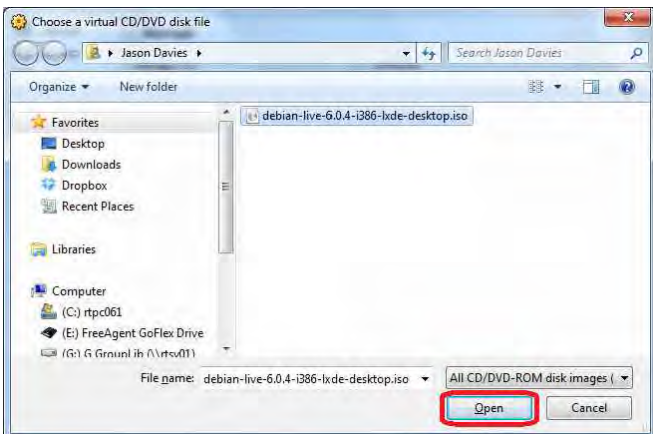 Choose a virtual CD/DVD disk file
Jason Davies
Search Jason Davies
Organize
New folder
Favorites
Desktop
Downloads
Dropbox
Recent Places
Libraries
Computer
(C:) rtpc061
(E:) FreeAgent GoFlex Drive
(G:) G GroupLib (\\rtsv01)
debian-live-6.0.4-i386-lxde-desktop.iso
File name: debian-live-6.0.4-i386-lxde-desktop.iso
All CD/DVD-ROM disk images (
Open
Cancel